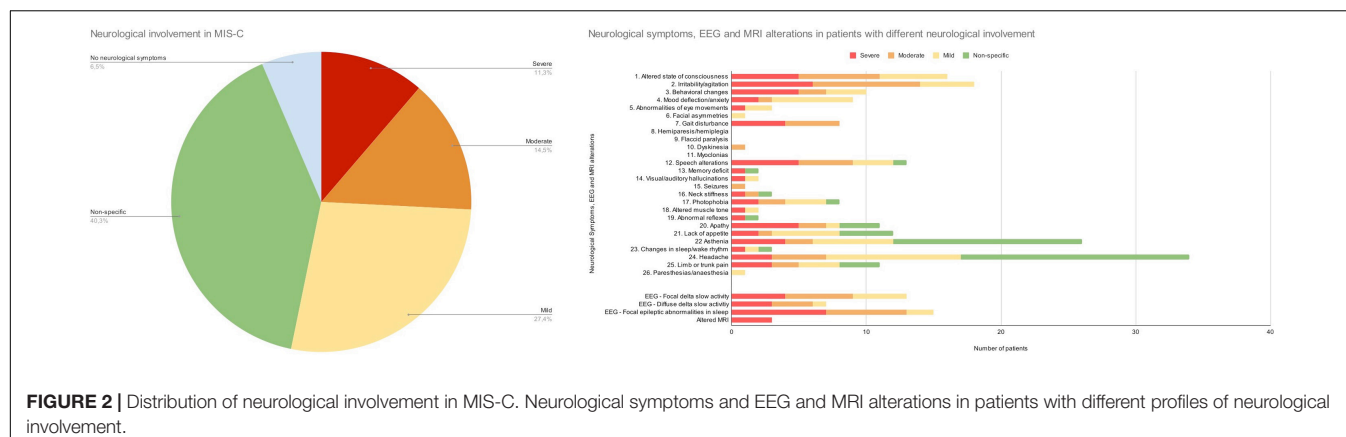 Neurological involvement in MIS-C
No neurological symptoms
6,5%
Severe
11,3%
Moderate
14,5%
Non-specific
40,3%
Mild
27,4%
Neurological symptoms, EEG and MRI alterations in patients with different neurological involvement
Severe Moderate Mild Non-specific
Neurological Symptoms, EEG and MRI alterations
1. Altered state of consciousness
2. Irritability/agitation
3. Behavioral changes
4. Mood deflection/anxiety
5. Abnormalities of eye movements
6. Facial asymmetries
7. Gait disturbance
8. Hemiparesis/hemiplegia
9. Flaccid paralysis
10. Dyskinesia
11. Myoclonias
12. Speech alterations
13. Memory deficit
14. Visual/auditory hallucinations
15. Seizures
16. Neck stiffness
17. Photophobia
18. Altered muscle tone
19. Abnormal reflexes
20. Apathy
21. Lack of appetite
22 Asthenia
23. Changes in sleep/wake rhythm
24. Headache
25. Limb or trunk pain
26. Paresthesias/anaesthesia
EEG - Focal delta slow activity
EEG - Diffuse delta slow activity
EEG - Focal epileptic abnormalities in sleep
Altered MRI
0 10 20 30 40
Number of patients
FIGURE 2 | Distribution of neurological involvement in MIS-C. Neurological symptoms and EEG and MRI alterations in patients with different profiles of neurological
involvement.